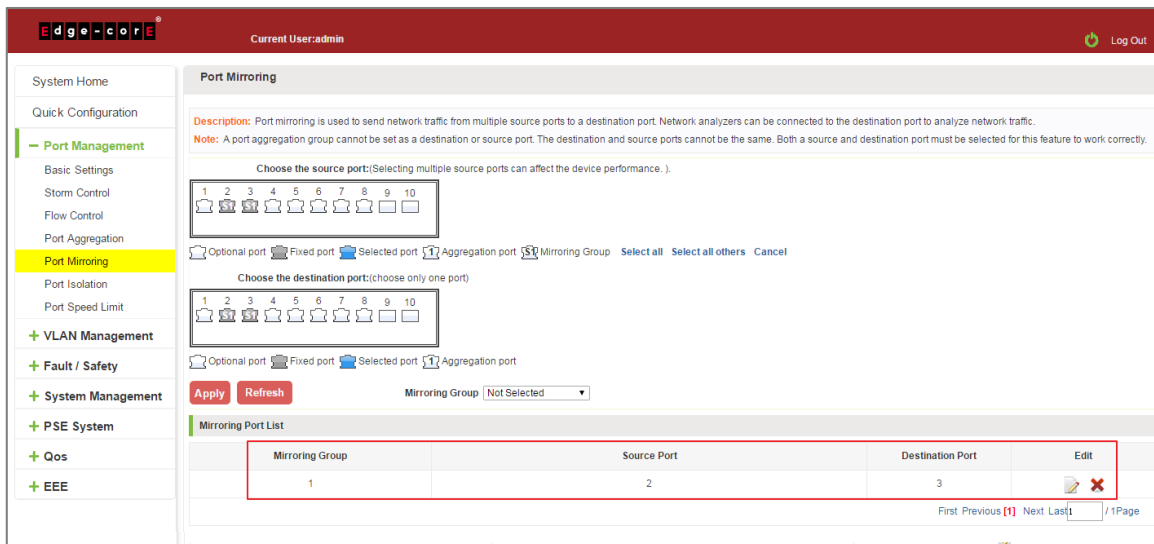 Edge-corE®
Current User:admin
Log Out
System Home
Quick Configuration
− Port Management
Basic Settings
Storm Control
Flow Control
Port Aggregation
Port Mirroring
Port Isolation
Port Speed Limit
+ VLAN Management
+ Fault / Safety
+ System Management
+ PSE System
+ Qos
+ EEE
Port Mirroring
Description: Port mirroring is used to send network traffic from multiple source ports to a destination port. Network analyzers can be connected to the destination port to analyze network traffic.
Note: A port aggregation group cannot be set as a destination or source port. The destination and source ports cannot be the same. Both a source and destination port must be selected for this feature to work correctly.
Choose the source port:(Selecting multiple source ports can affect the device performance. ).
1 2 3 4 5 6 7 8 9 10
S1 S1
Optional port Fixed port Selected port 1 Aggregation port S1 Mirroring Group Select all Select all others Cancel
Choose the destination port:(choose only one port)
1 2 3 4 5 6 7 8 9 10
S1 S1
Optional port Fixed port Selected port 1 Aggregation port
Apply Refresh Mirroring Group Not Selected
Mirroring Port List
Mirroring Group Source Port Destination Port Edit
1 2 3
First Previous [1] Next Last 1 / 1Page